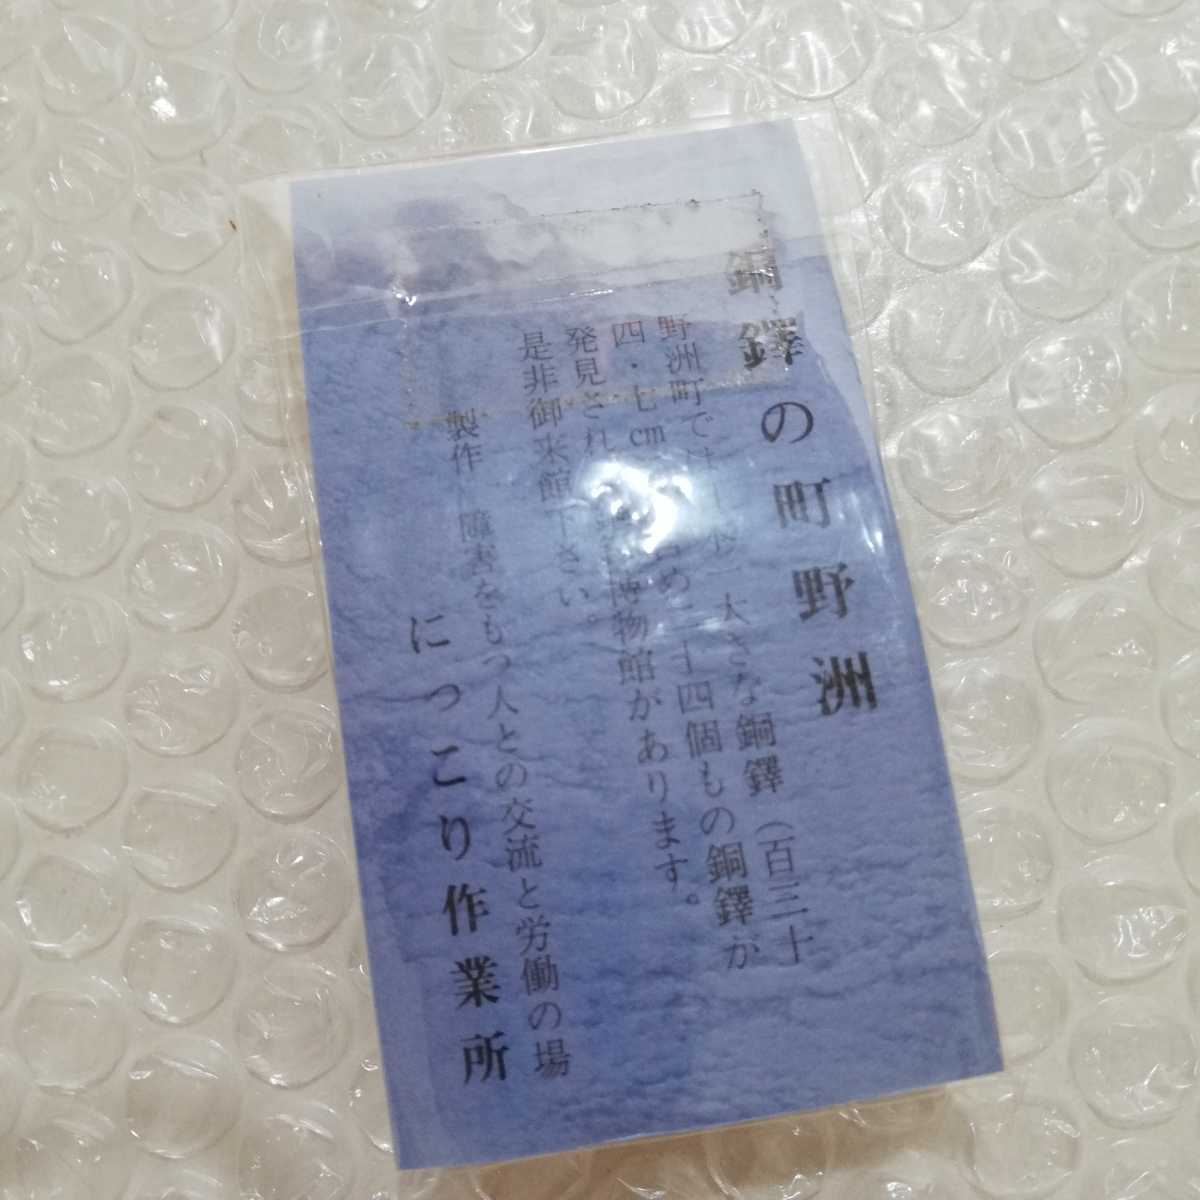 銅鐸の町野洲
野洲町では日本一大きな銅鐸(百三十
四・七cm めニ十四個もの銅鐸が
発見され 博物館があります。
是非御来館下さい。
製作 障害をもつ人との交流と労働の場
にっこり作業所